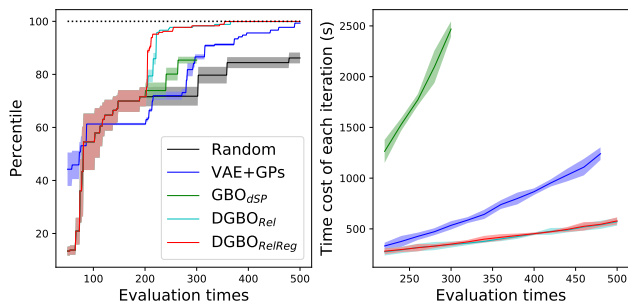 100
80
60
40
20
Percentile
100
200
300
400
500
Evaluation times
Random
VAE+GPs
GBO_dSP
DGBO_Rel
DGBO_RelReg
2500
2000
1500
1000
500
Time cost of each iteration (s)
250
300
350
400
450
500
Evaluation times